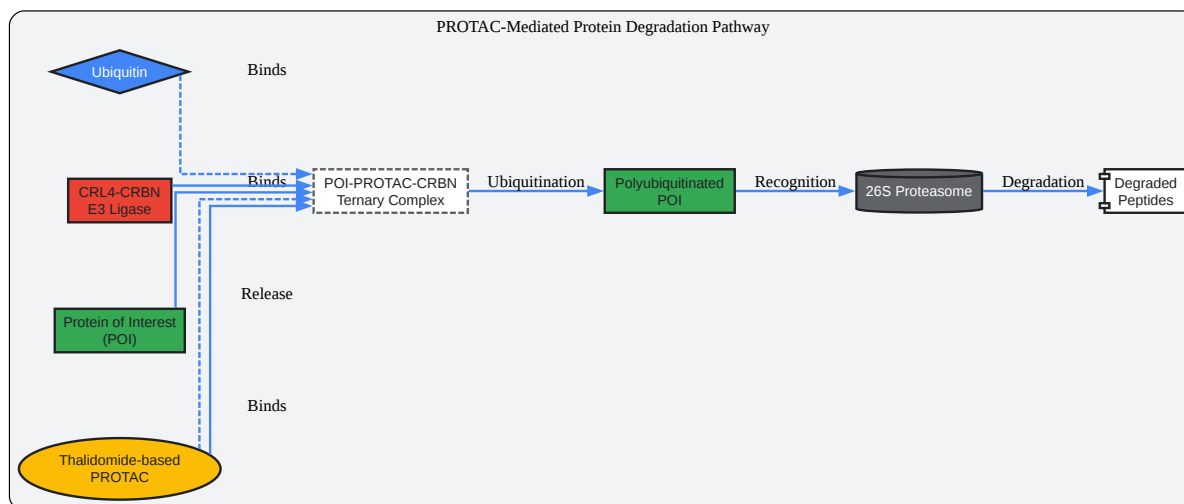 PROTAC-Mediated Protein Degradation Pathway
Ubiquitin
Binds
CRL4-CRBN
E3 Ligase
Binds
POI-PROTAC-CRBN
Ternary Complex
Ubiquitination
Polyubiquitinated
POI
Recognition
26S Proteasome
Degradation
Degraded
Peptides
Release
Protein of Interest
(POI)
Binds
Thalidomide-based
PROTAC